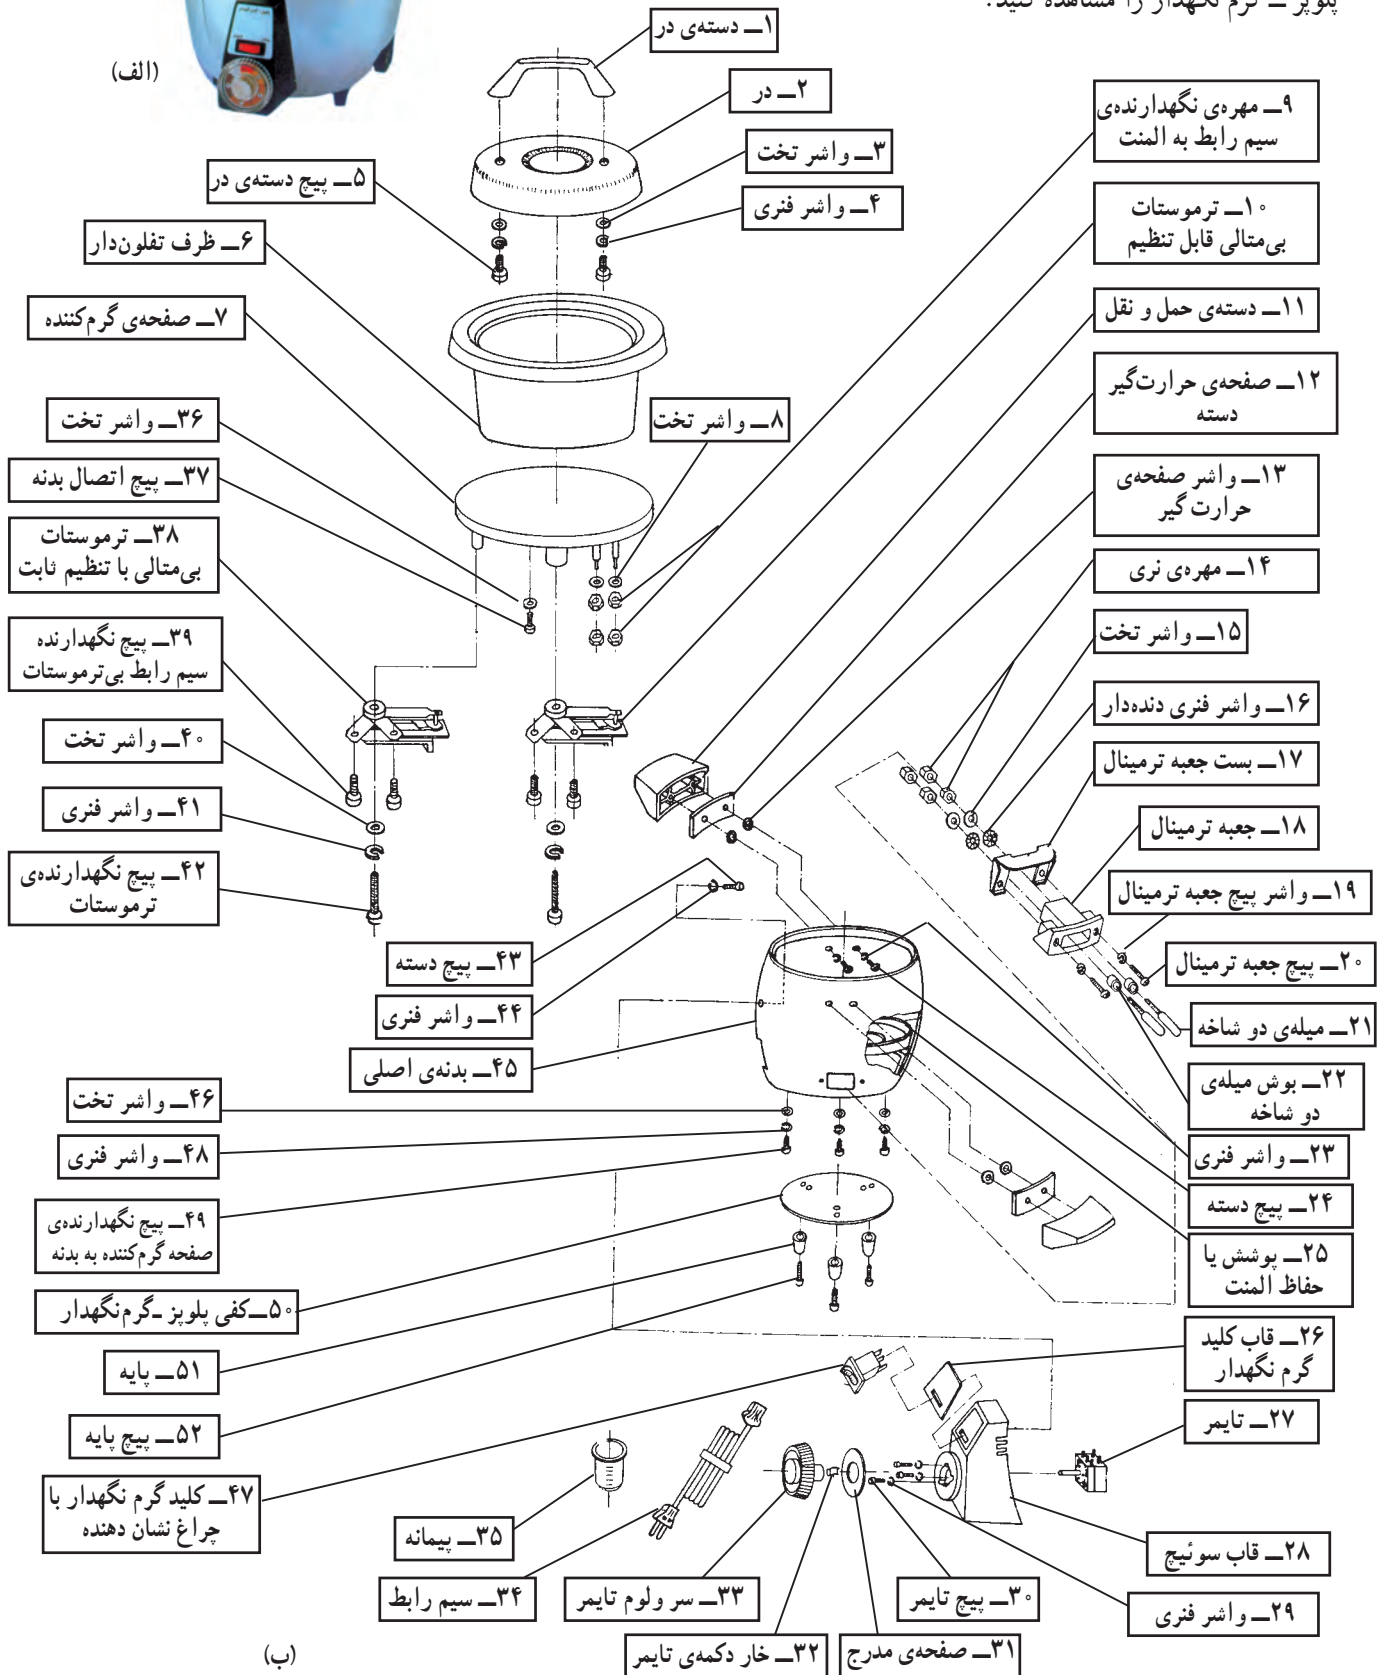 پلوپز ــ گرم نگهدار را مشاهده کنید.
(الف)
۱ــ دسته‌ی در
۲ــ در
۳ــ واشر تخت
۴ــ واشر فنری
۵ــ پیچ دسته‌ی در
۶ــ ظرف تفلون‌دار
۷ــ صفحه‌ی گرم‌کننده
۸ــ واشر تخت
۹ــ مهره‌ی نگهدارنده‌ی
سیم رابط به المنت
۱۰ــ ترموستات
بی‌متالی قابل تنظیم
۱۱ــ دسته‌ی حمل و نقل
۱۲ــ صفحه‌ی حرارت‌گیر
دسته
۱۳ــ واشر صفحه‌ی
حرارت گیر
۱۴ــ مهره‌ی نری
۱۵ــ واشر تخت
۱۶ــ واشر فنری دنده‌دار
۱۷ــ بست جعبه ترمینال
۱۸ــ جعبه ترمینال
۱۹ــ واشر پیچ جعبه ترمینال
۲۰ــ پیچ جعبه ترمینال
۲۱ــ میله‌ی دو شاخه
۲۲ــ بوش میله‌ی
دو شاخه
۲۳ــ واشر فنری
۲۴ــ پیچ دسته
۲۵ــ پوشش یا
حفاظ المنت
۲۶ــ قاب کلید
گرم نگهدار
۲۷ــ تایمر
۲۸ــ قاب سوئیچ
۲۹ــ واشر فنری
۳۰ــ پیچ تایمر
۳۱ــ صفحه‌ی مدرج
۳۲ــ خار دکمه‌ی تایمر
۳۳ــ سر ولوم تایمر
۳۴ــ سیم رابط
۳۵ــ پیمانه
۳۶ــ واشر تخت
۳۷ــ پیچ اتصال بدنه
۳۸ــ ترموستات
بی‌متالی با تنظیم ثابت
۳۹ــ پیچ نگهدارنده
سیم رابط بی‌ترموستات
۴۰ــ واشر تخت
۴۱ــ واشر فنری
۴۲ــ پیچ نگهدارنده‌ی
ترموستات
۴۳ــ پیچ دسته
۴۴ــ واشر فنری
۴۵ــ بدنه‌ی اصلی
۴۶ــ واشر تخت
۴۸ــ واشر فنری
۴۹ــ پیچ نگهدارنده‌ی
صفحه گرم‌کننده به بدنه
۵۰ــ کفی پلوپز ـ گرم‌نگهدار
۵۱ــ پایه
۵۲ــ پیچ پایه
۴۷ــ کلید گرم نگهدار با
چراغ نشان دهنده
(ب)